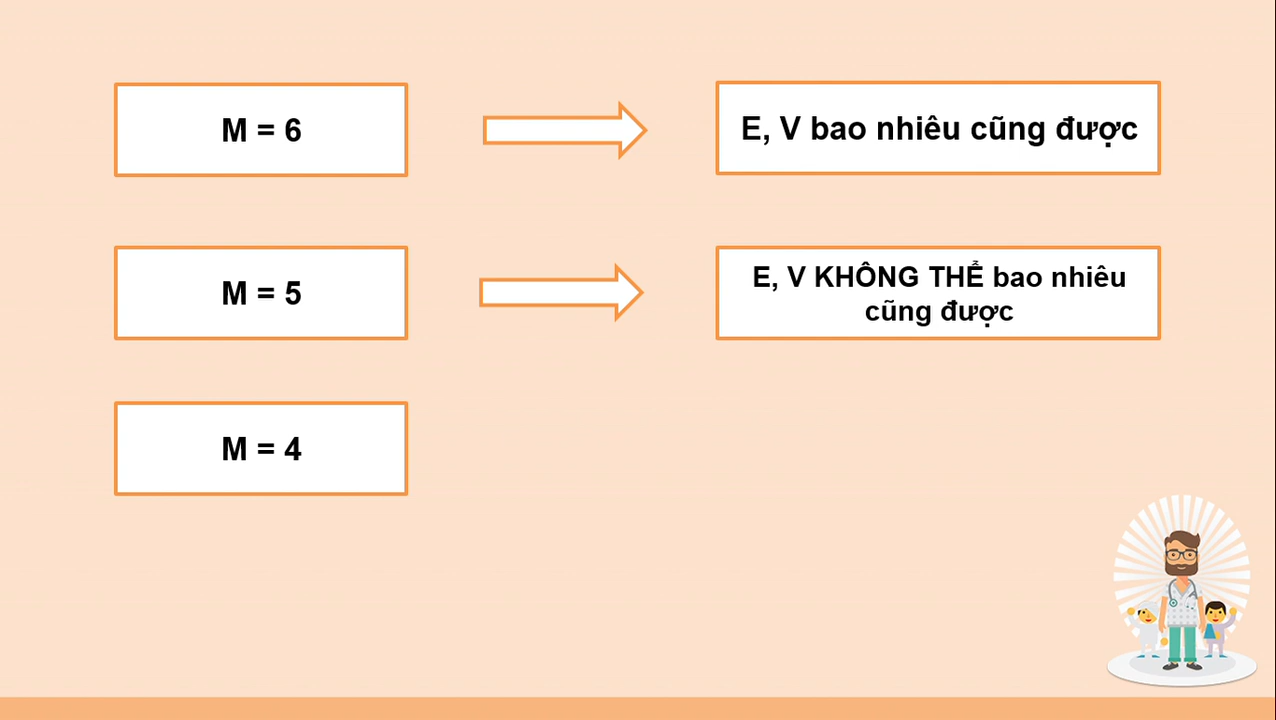 M = 6
E, V bao nhiêu cũng được
M = 5
E, V KHÔNG THỂ bao nhiêu
cũng được
M = 4